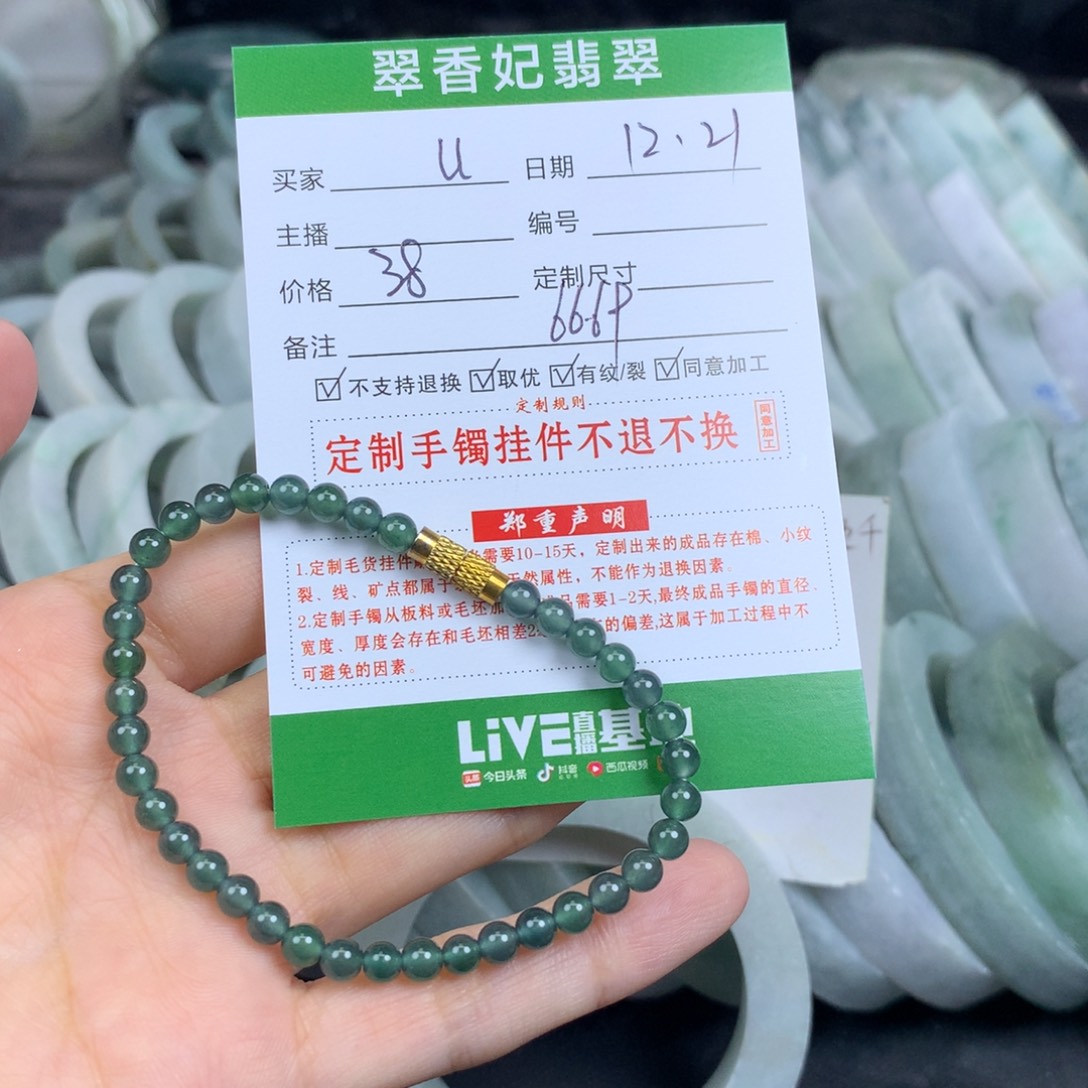 翠香妃翡翠
买家 U 日期 12.21
主播 编号
价格 38 定制尺寸
666P
备注
☑不支持退换 ☑取优 ☑有纹/裂 ☑同意加工
定制规则
定制手镯挂件不退不换 同意加工
郑重声明
1.定制毛货挂件 需要10-15天，定制出来的成品存在棉、小纹
裂、线、矿点都属于 天然属性，不能作为退换因素。
2.定制手镯从板料或毛坯加 品需要1-2天,最终成品手镯的直径.
宽度、厚度会存在和毛坯相差2 的偏差,这属于加工过程中不
可避免的因素。
LiVE直播基
头条 今日头条 抖音 西瓜视频